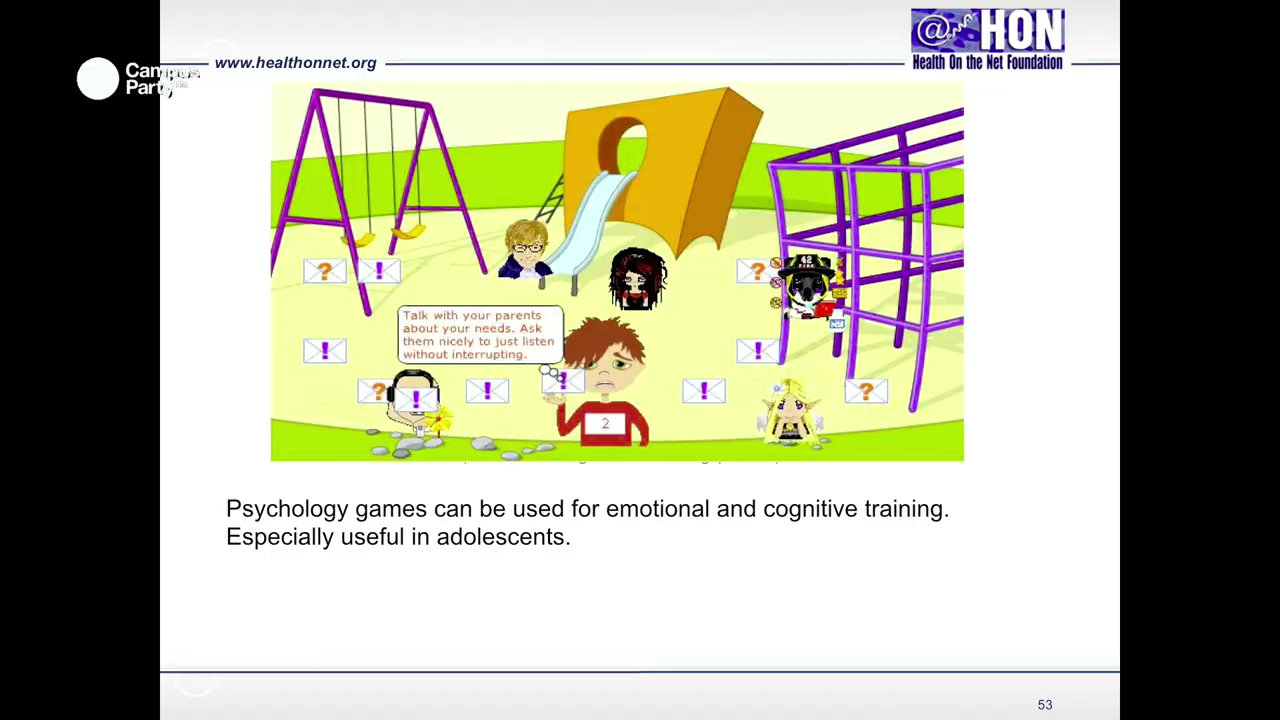 Campus
Party
www.healthonnet.org
@ HON
Health On the Net Foundation
42
?
!
?
Talk with your parents
about your needs. Ask
them nicely to just listen
without interrupting.
!
!
?
!
!
!
!
?
2
Psychology games can be used for emotional and cognitive training.
Especially useful in adolescents.
53